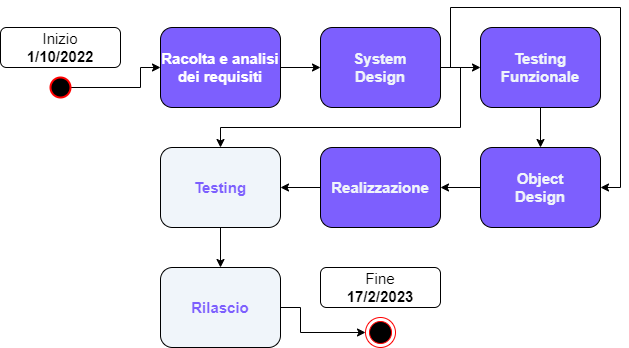 Inizio
1/10/2022
Racolta e analisi
dei requisiti
System
Design
Testing
Funzionale
Testing
Realizzazione
Object
Design
Rilascio
Fine
17/2/2023